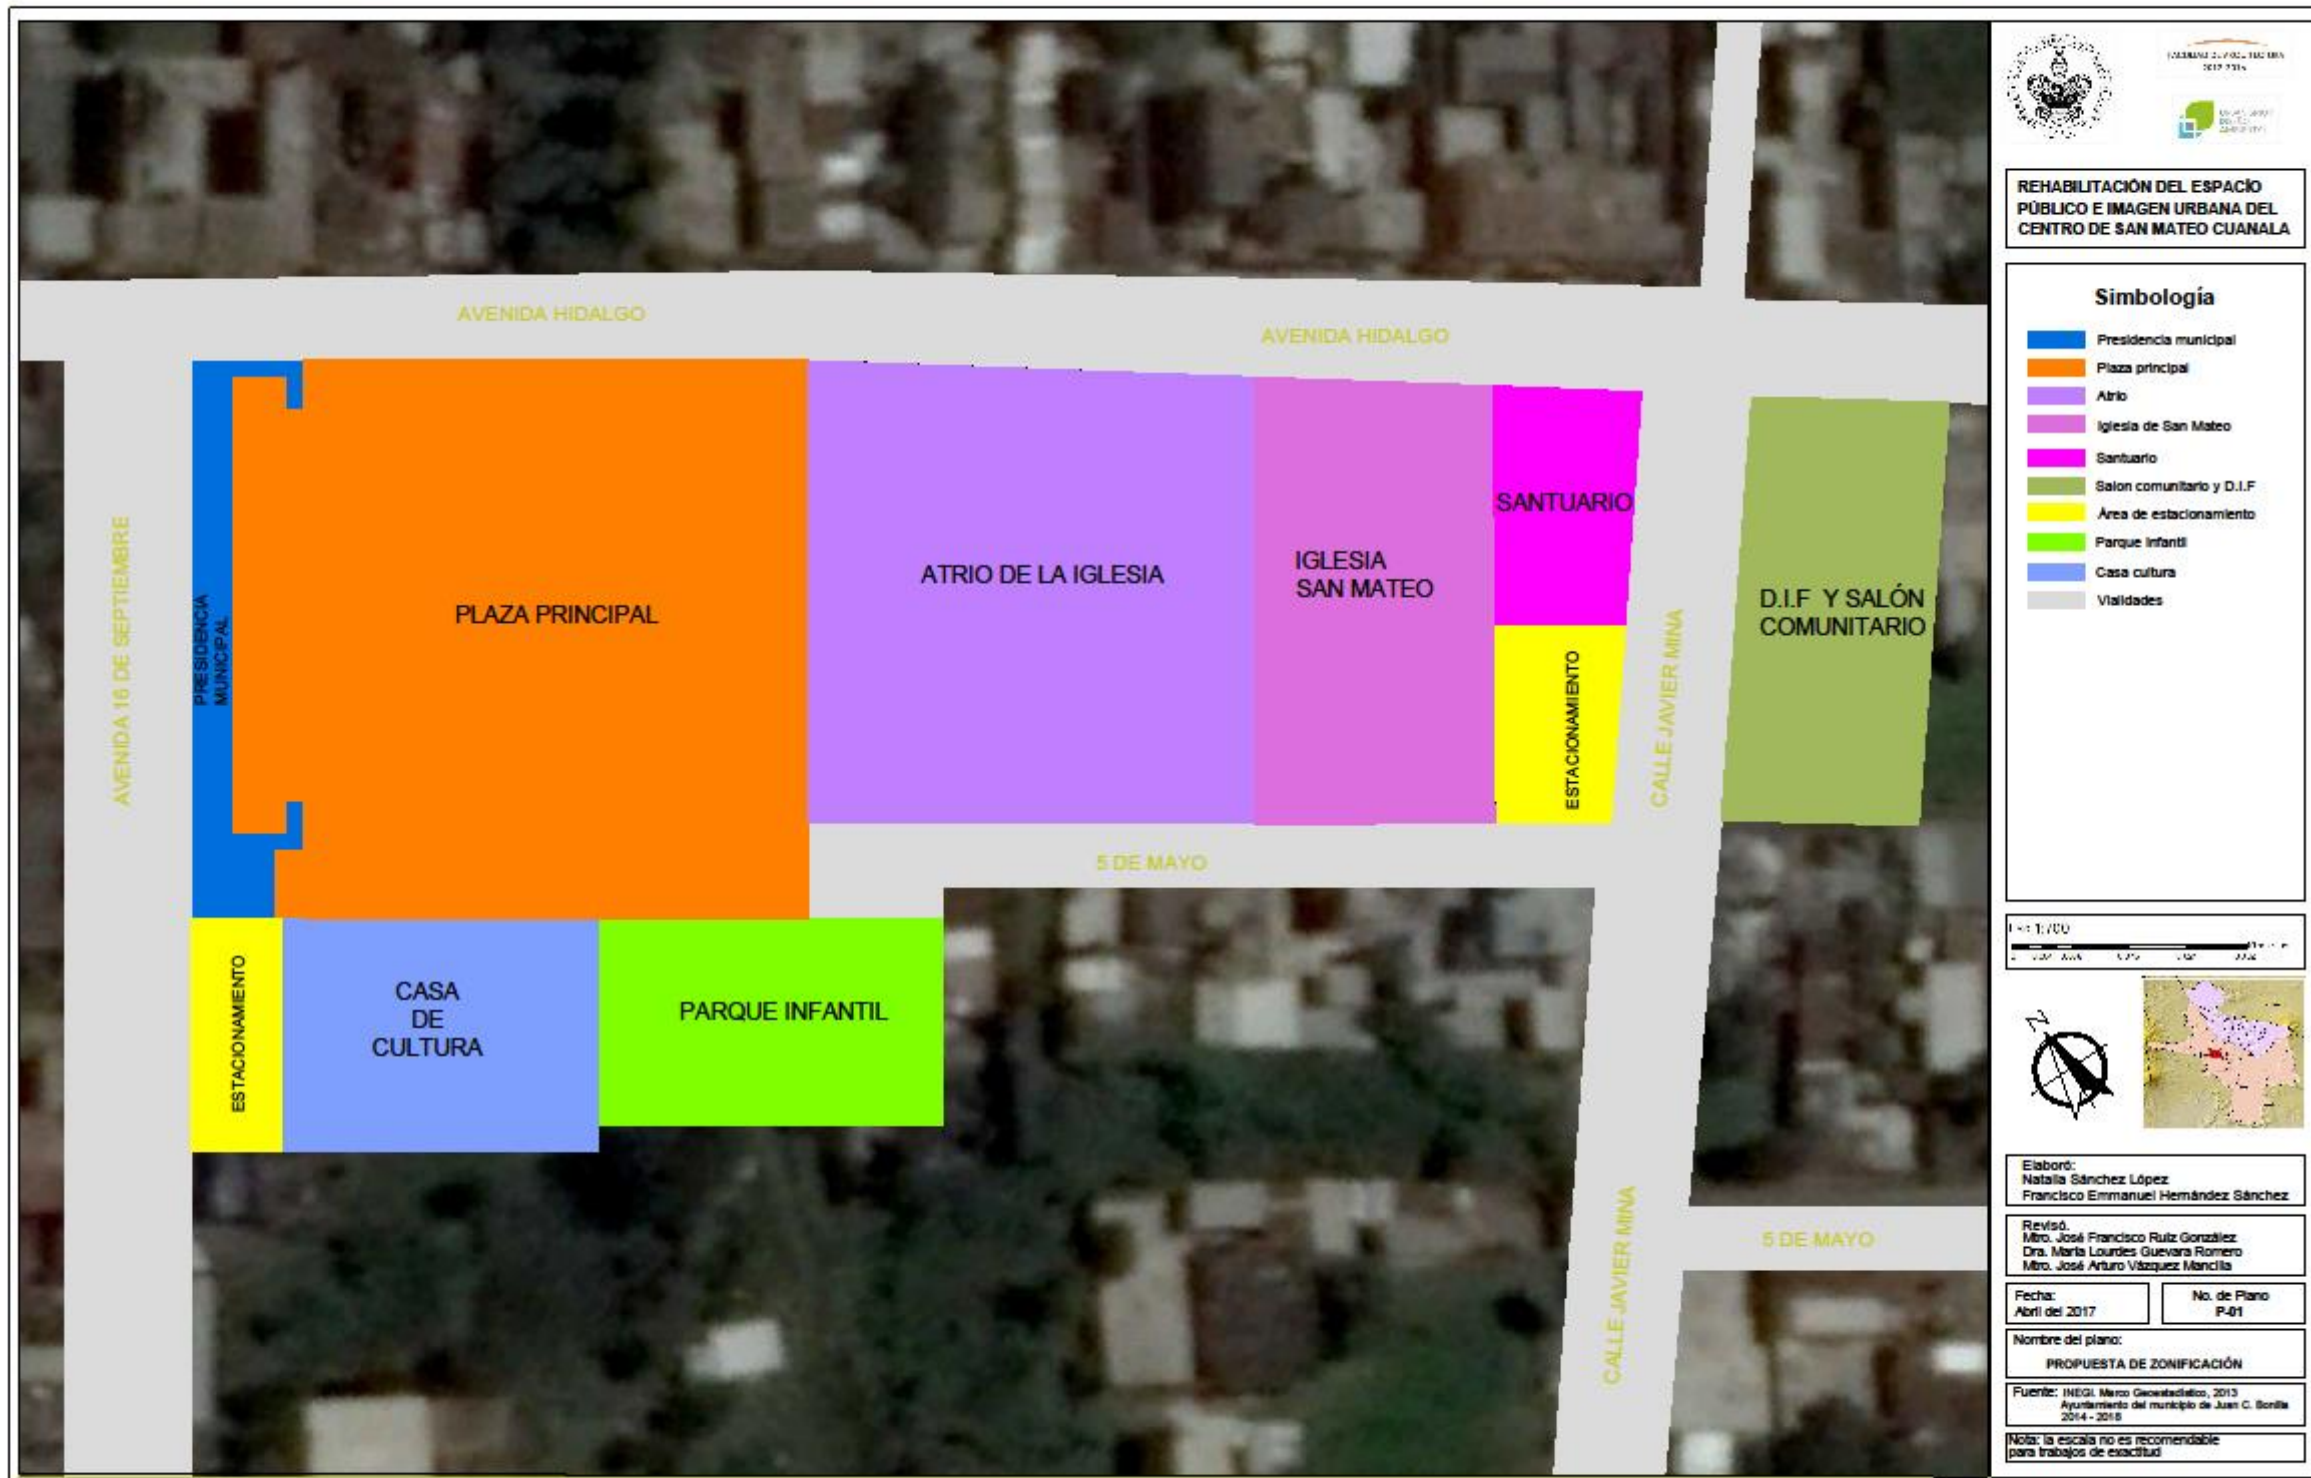 AVENIDA HIDALGO
AVENIDA HIDALGO
AVENIDA 16 DE SEPTIEMBRE
PRESIDENCIA
MUNICIPAL
PLAZA PRINCIPAL
ATRIO DE LA IGLESIA
IGLESIA
SAN MATEO
SANTUARIO
ESTACIONAMIENTO
CALLE JAVIER MINA
D.I.F Y SALÓN
COMUNITARIO
5 DE MAYO
ESTACIONAMIENTO
CASA
DE
CULTURA
PARQUE INFANTIL
CALLE JAVIER MINA
5 DE MAYO
REHABILITACIÓN DEL ESPACÍO
PÚBLICO E IMAGEN URBANA DEL
CENTRO DE SAN MATEO CUANALA
Simbología
Presidencia municipal
Plaza principal
Atrio
Iglesia de San Mateo
Santuario
Salon comunitario y D.I.F
Área de estacionamiento
Parque Infantil
Casa cultura
Vialidades
1:700
N
Elaboró:
Natalia Sánchez López
Francisco Emmanuel Hernández Sánchez
Revisó.
Mtro. José Francisco Ruiz González
Dra. María Lourdes Guevara Romero
Mtro. José Arturo Vázquez Mancilla
Fecha:
Abril del 2017
No. de Plano
P-01
Nombre del plano:
PROPUESTA DE ZONIFICACIÓN
Fuente: INEGI. Marco Geoestadístico, 2013
Ayuntamiento del municipio de Juan C. Bonilla
2014 - 2018
Nota: la escala no es recomendable
para trabajos de exactitud